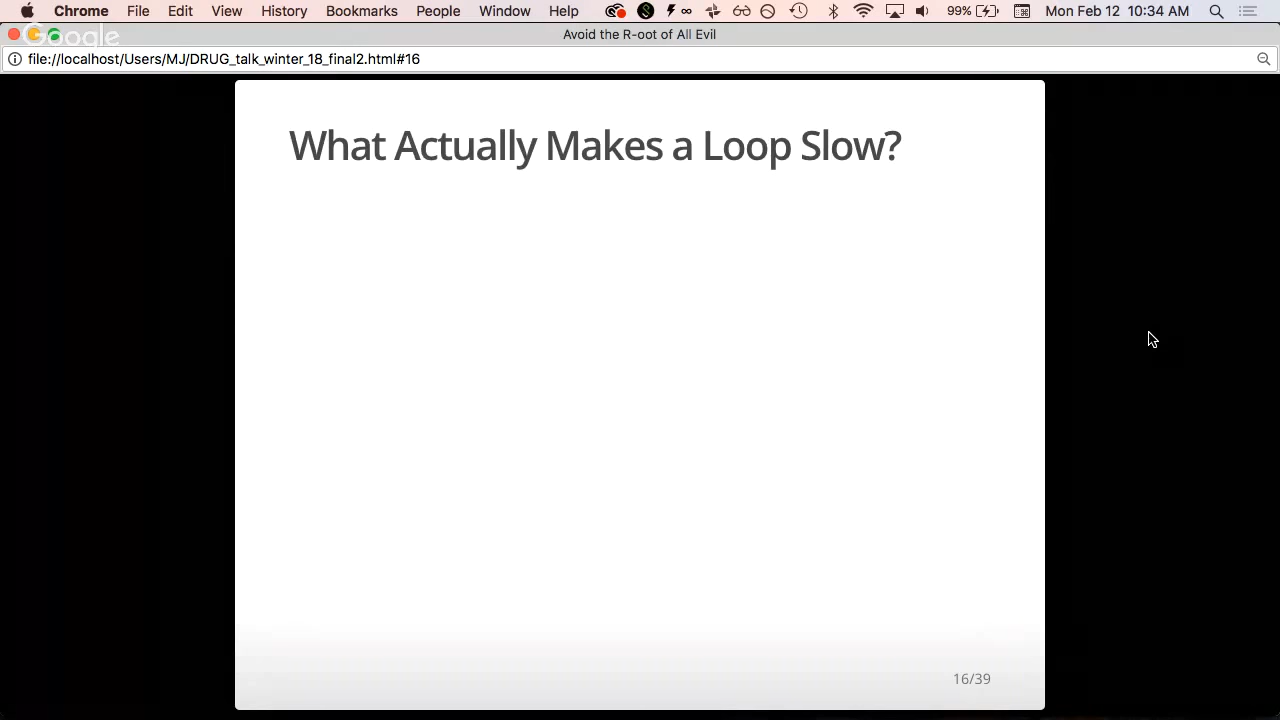 Chrome File Edit View History Bookmarks People Window Help 99% Mon Feb 12 10:34 AM
Google
Avoid the R-oot of All Evil
file://localhost/Users/MJ/DRUG_talk_winter_18_final2.html#16
What Actually Makes a Loop Slow?
16/39